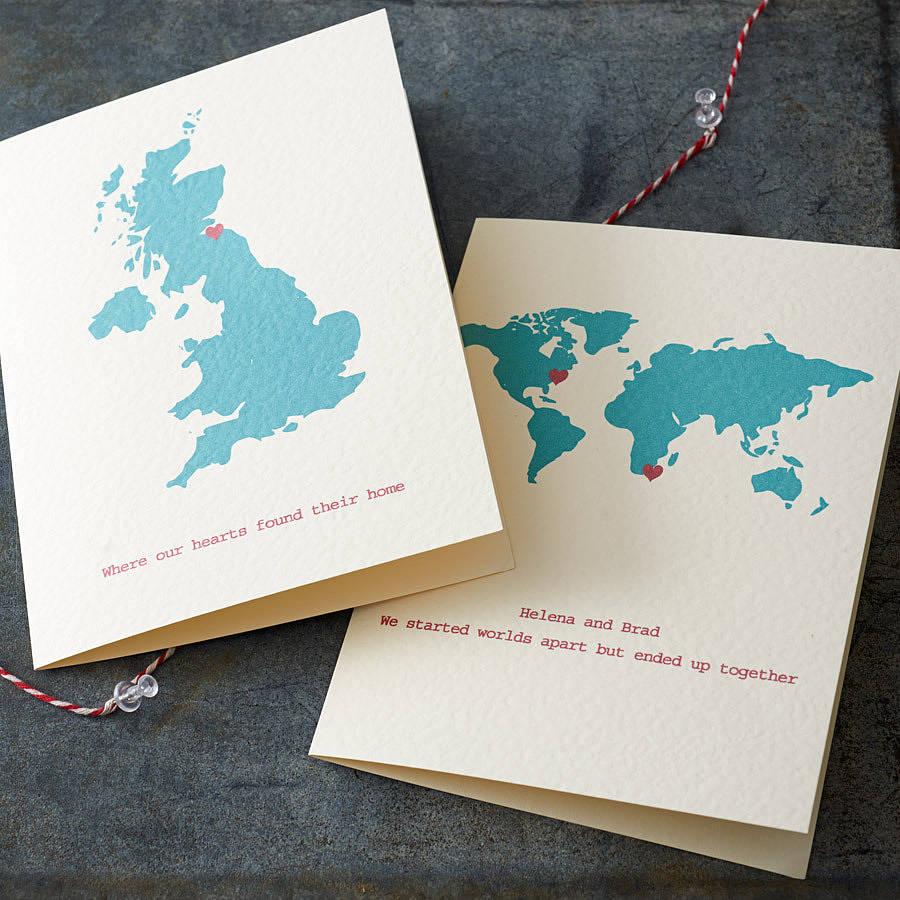 Where our hearts found their home
Helena and Brad
We started worlds apart but ended up together